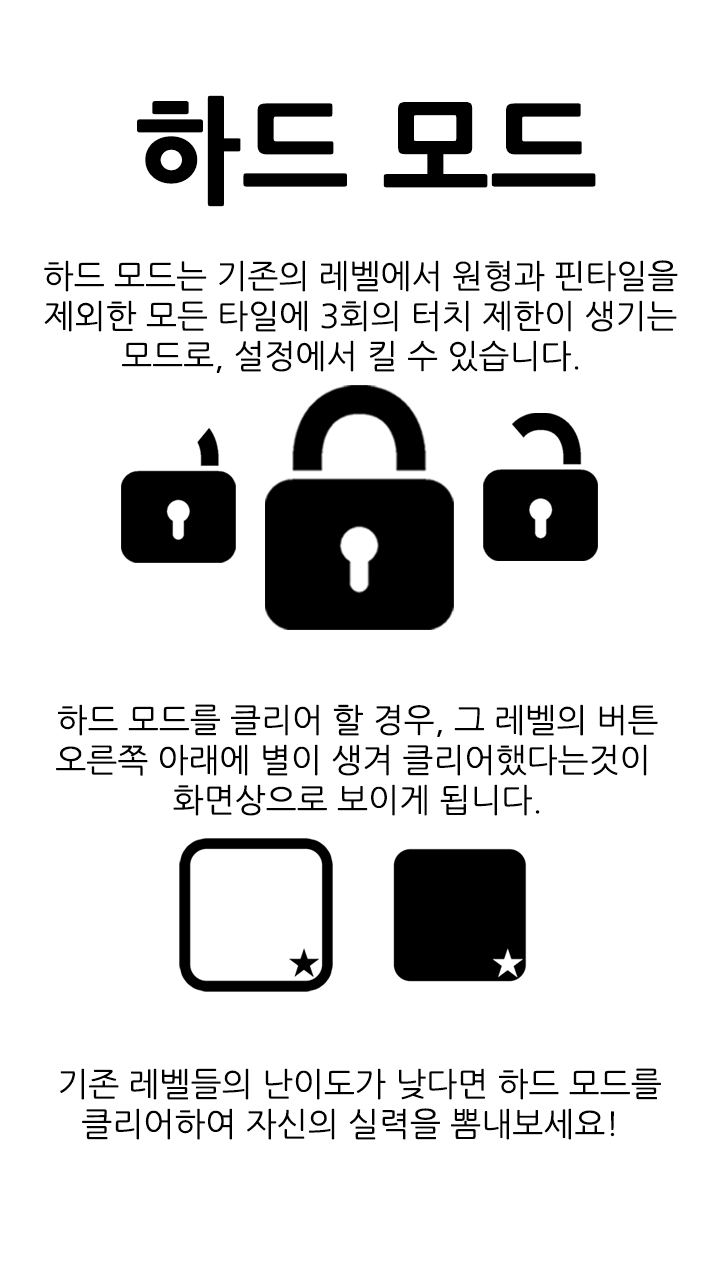 하드 모드
하드 모드는 기존의 레벨에서 원형과 핀타일을
제외한 모든 타일에 3회의 터치 제한이 생기는
모드로, 설정에서 킬 수 있습니다.
하드 모드를 클리어 할 경우, 그 레벨의 버튼
오른쪽 아래에 별이 생겨 클리어했다는것이
화면상으로 보이게 됩니다.
기존 레벨들의 난이도가 낮다면 하드 모드를
클리어하여 자신의 실력을 뽐내보세요!